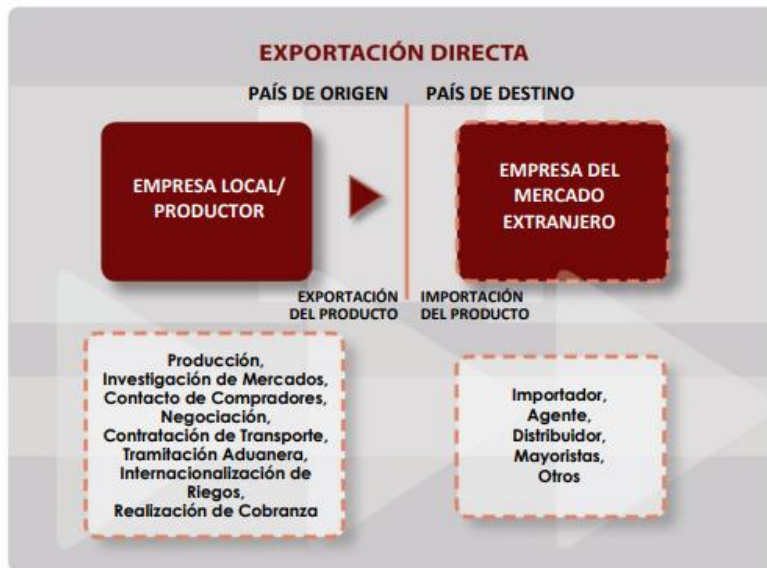 EXPORTACIÓN DIRECTA
PAÍS DE ORIGEN
PAÍS DE DESTINO
EMPRESA LOCAL/
PRODUCTOR
EMPRESA DEL
MERCADO
EXTRANJERO
EXPORTACIÓN
DEL PRODUCTO
IMPORTACIÓN
DEL PRODUCTO
Producción,
Investigación de Mercados,
Contacto de Compradores,
Negociación,
Contratación de Transporte,
Tramitación Aduanera,
Internacionalización de
Riegos,
Realización de Cobranza
Importador,
Agente,
Distribuidor,
Mayoristas,
Otros